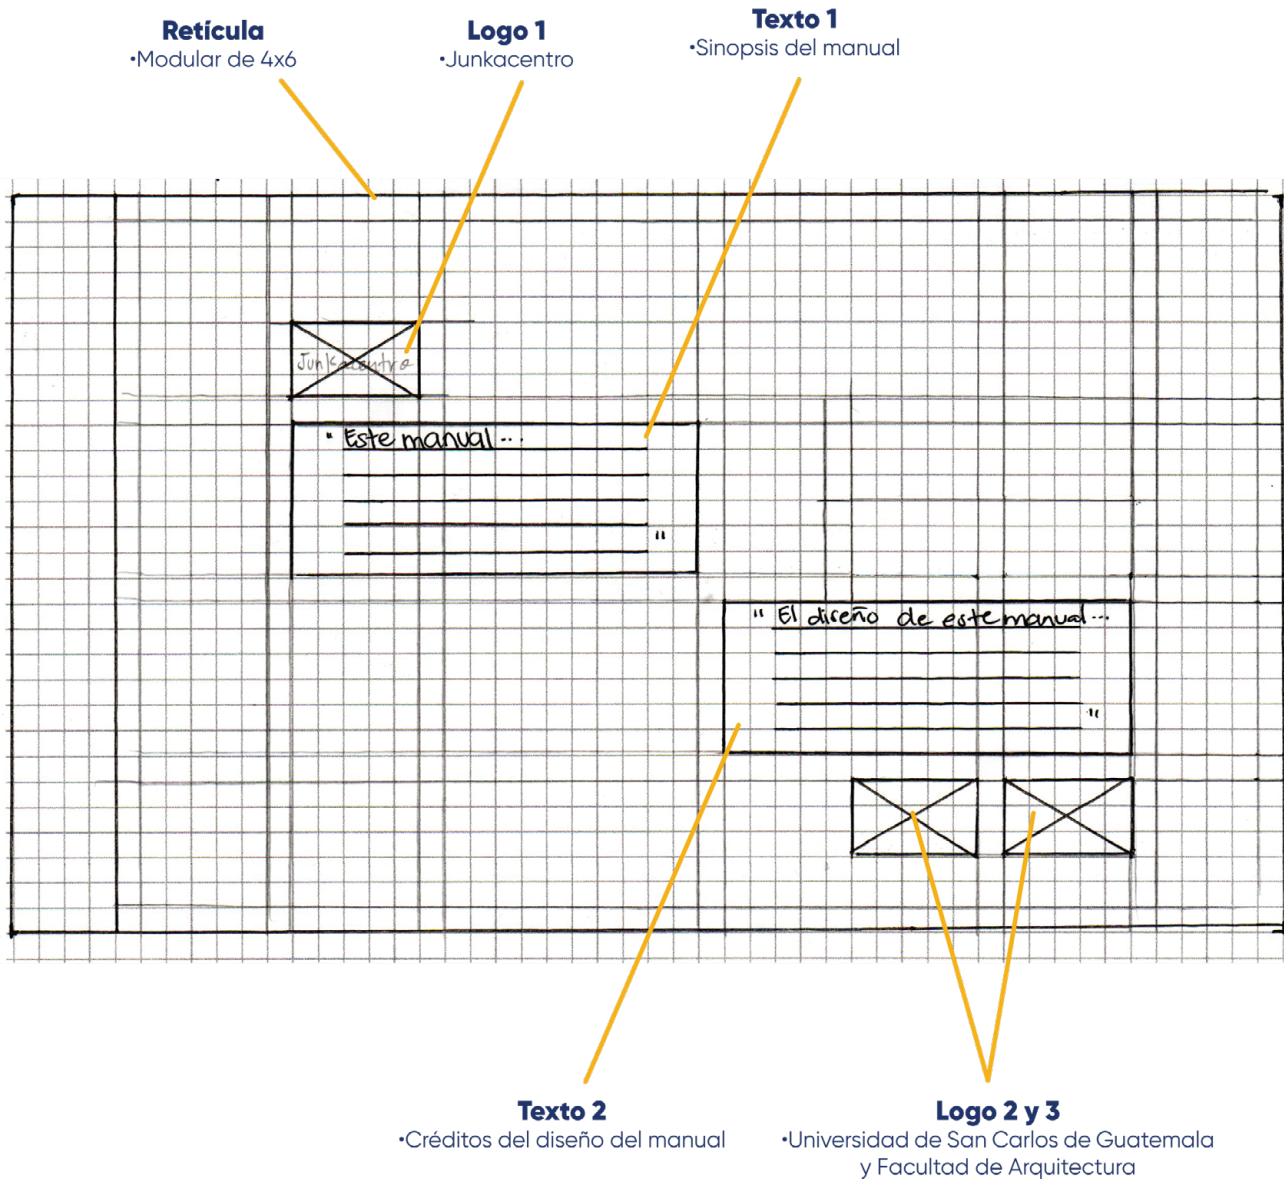 Retícula
•Modular de 4x6
Logo 1
•Junkacentro
Texto 1
•Sinopsis del manual
Junkacentro
" Este manual...
"
" El diseño de este manual...
"
Texto 2
•Créditos del diseño del manual
Logo 2 y 3
•Universidad de San Carlos de Guatemala
y Facultad de Arquitectura